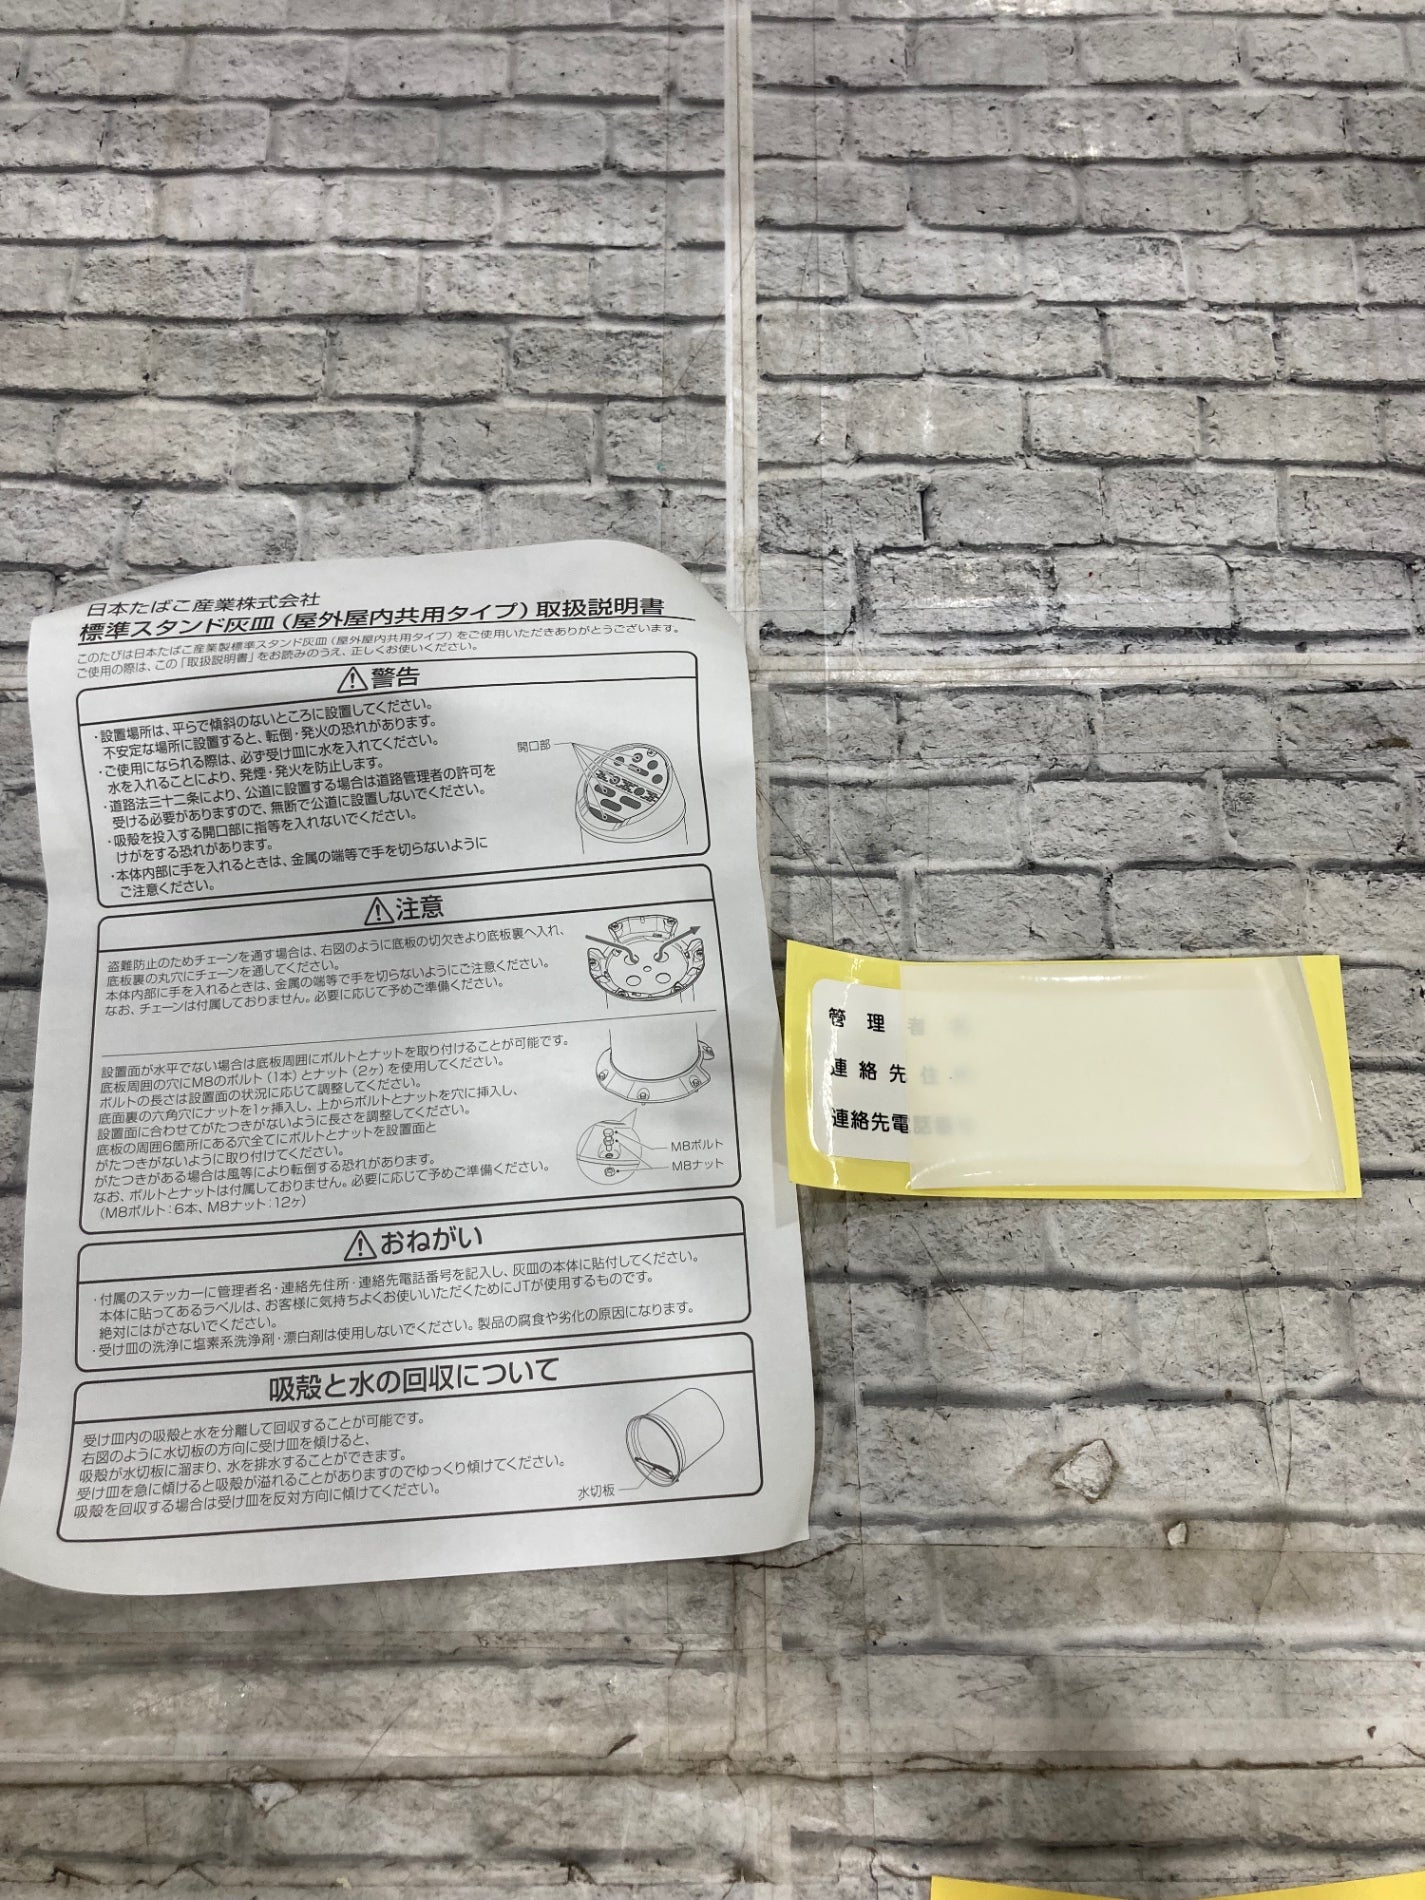 日本たばこ産業株式会社
標準スタンド灰皿（屋外屋内共用タイプ）取扱説明書
このたびは日本たばこ産業製標準スタンド灰皿（屋外屋内共用タイプ）をご使用いただきありがとうございます。
ご使用の際は、この「取扱説明書」をお読みのうえ、正しくお使いください。
警告
・設置場所は、平らで傾斜のないところに設置してください。
不安定な場所に設置すると、転倒・発火の恐れがあります。
・ご使用になられる際は、必ず受け皿に水を入れてください。
水を入れることにより、発煙・発火を防止します。
・道路法三十二条により、公道に設置する場合は道路管理者の許可を
受ける必要がありますので、無断で公道に設置しないでください。
・吸殻を投入する開口部に指等を入れないでください。
けがをする恐れがあります。
・本体内部に手を入れるときは、金属の端等で手を切らないように
ご注意ください。
開口部
注意
盗難防止のためチェーンを通す場合は、右図のように底板の切欠きより底板裏へ入れ、
底板裏の丸穴にチェーンを通してください。
本体内部に手を入れるときは、金属の端等で手を切らないようにご注意ください。
なお、チェーンは付属しておりません。必要に応じて予めご準備ください。
設置面が水平でない場合は底板周囲にボルトとナットを取り付けることが可能です。
底板周囲の穴にM8のボルト（1本）とナット（2ヶ）を使用してください。
ボルトの長さは設置面の状況に応じて調整してください。
底面裏の六角穴にナットを1ヶ挿入し、上からボルトとナットを穴に挿入し、
設置面に合わせてがたつきがないように長さを調整してください。
底板の周囲6箇所にある穴全てにボルトとナットを設置面と
がたつきがないように取り付けてください。
がたつきがある場合は風等により転倒する恐れがあります。
なお、ボルトとナットは付属しておりません。必要に応じて予めご準備ください。
（M8ボルト：6本、M8ナット：12ヶ）
M8ボルト
M8ナット
おねがい
・付属のステッカーに管理者名・連絡先住所・連絡先電話番号を記入し、灰皿の本体に貼付してください。
本体に貼ってあるラベルは、お客様に気持ちよくお使いいただくためにJTが使用するものです。
絶対にはがさないでください。
・受け皿の洗浄に塩素系洗浄剤・漂白剤は使用しないでください。製品の腐食や劣化の原因になります。
吸殻と水の回収について
受け皿内の吸殻と水を分離して回収することが可能です。
右図のように水切板の方向に受け皿を傾けると、
吸殻が水切板に溜まり、水を排水することができます。
受け皿を急に傾けると吸殻が溢れることがありますのでゆっくり傾けてください。
吸殻を回収する場合は受け皿を反対方向に傾けてください。
水切板
管理者名
連絡先住
連絡先電話番号